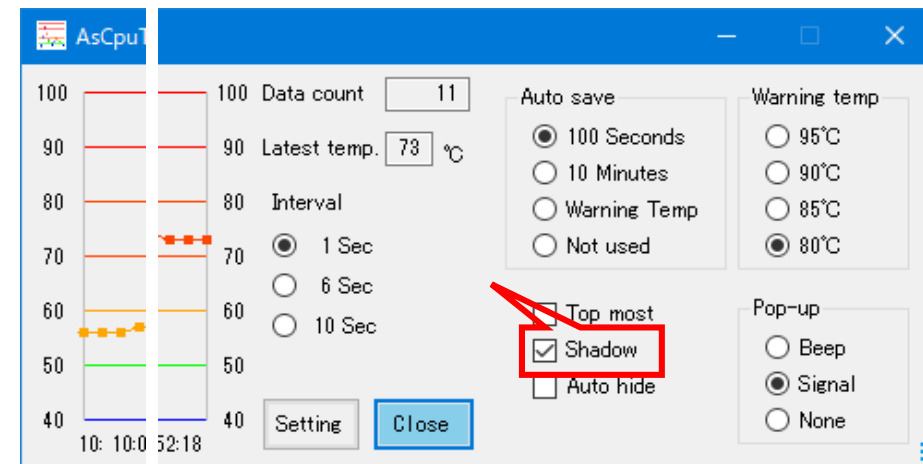 AsCpuT
100
90
80
70
60
50
40
10: 10:0
52:18
100
90
80
70
60
50
40
Data count 11
Latest temp. 73 ℃
Interval
1 Sec
6 Sec
10 Sec
Setting Close
Auto save
100 Seconds
10 Minutes
Warning Temp
Not used
Top most
Shadow
Auto hide
Warning temp
95℃
90℃
85℃
80℃
Pop-up
Beep
Signal
None